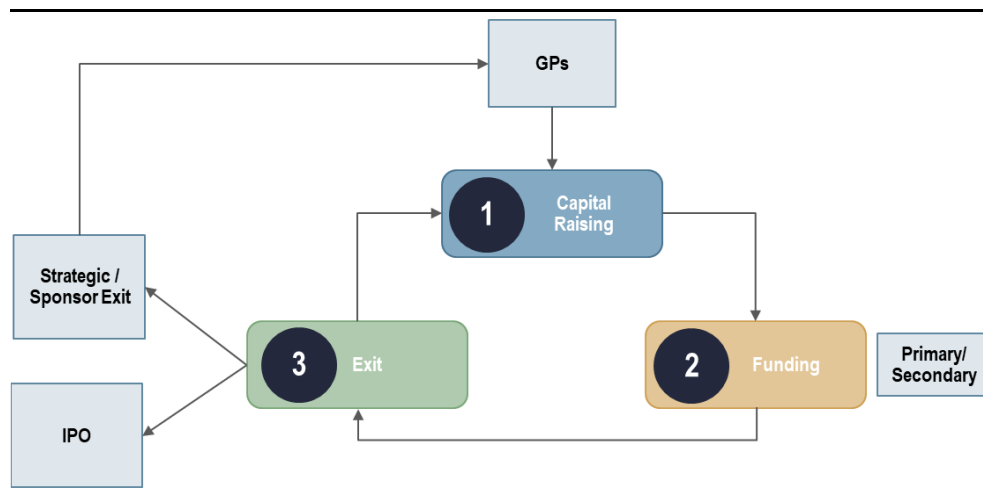 GPs
1
Capital
Raising
Strategic /
Sponsor Exit
3
Exit
2
Funding
Primary/
Secondary
IPO